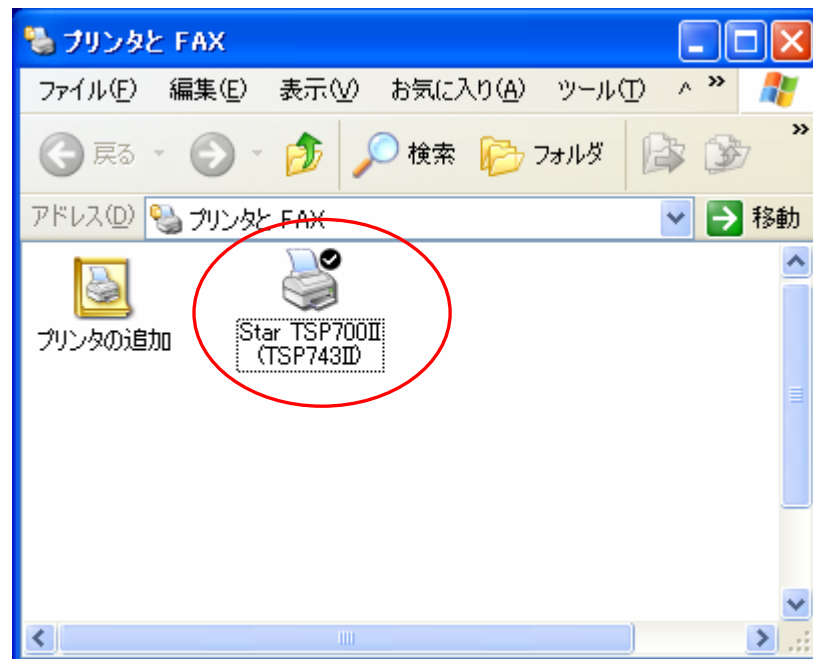 プリンタと FAX
ファイル(F) 編集(E) 表示(V) お気に入り(A) ツール(T) ^ »
戻る 検索 フォルダ »
アドレス(D) プリンタと FAX 移動
プリンタの追加
Star TSP700Ⅱ
(TSP743Ⅱ)